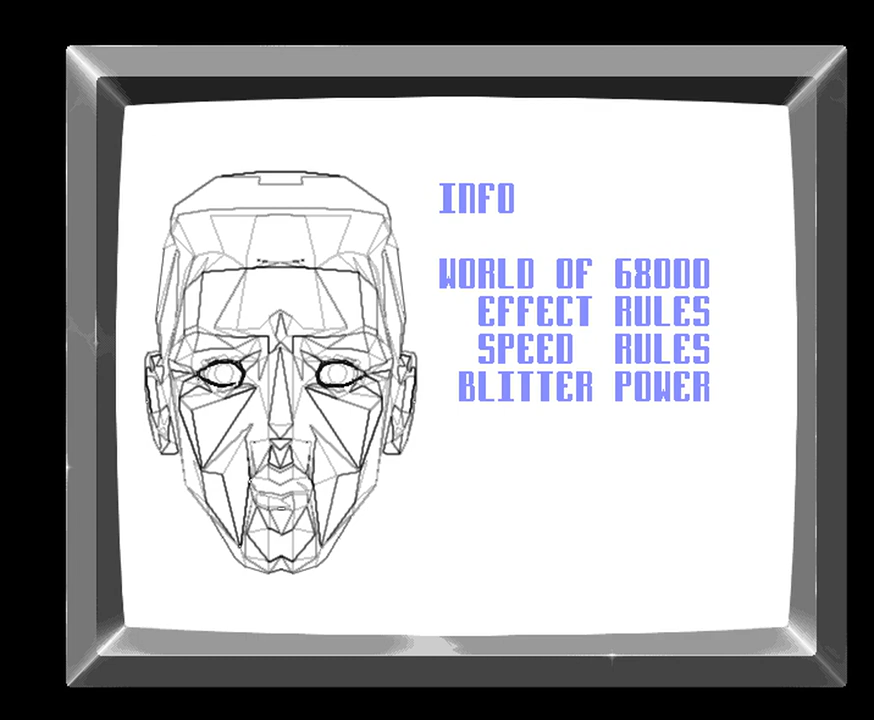 INFO
WORLD OF 68000
EFFECT RULES
SPEED RULES
BLITTER POWER